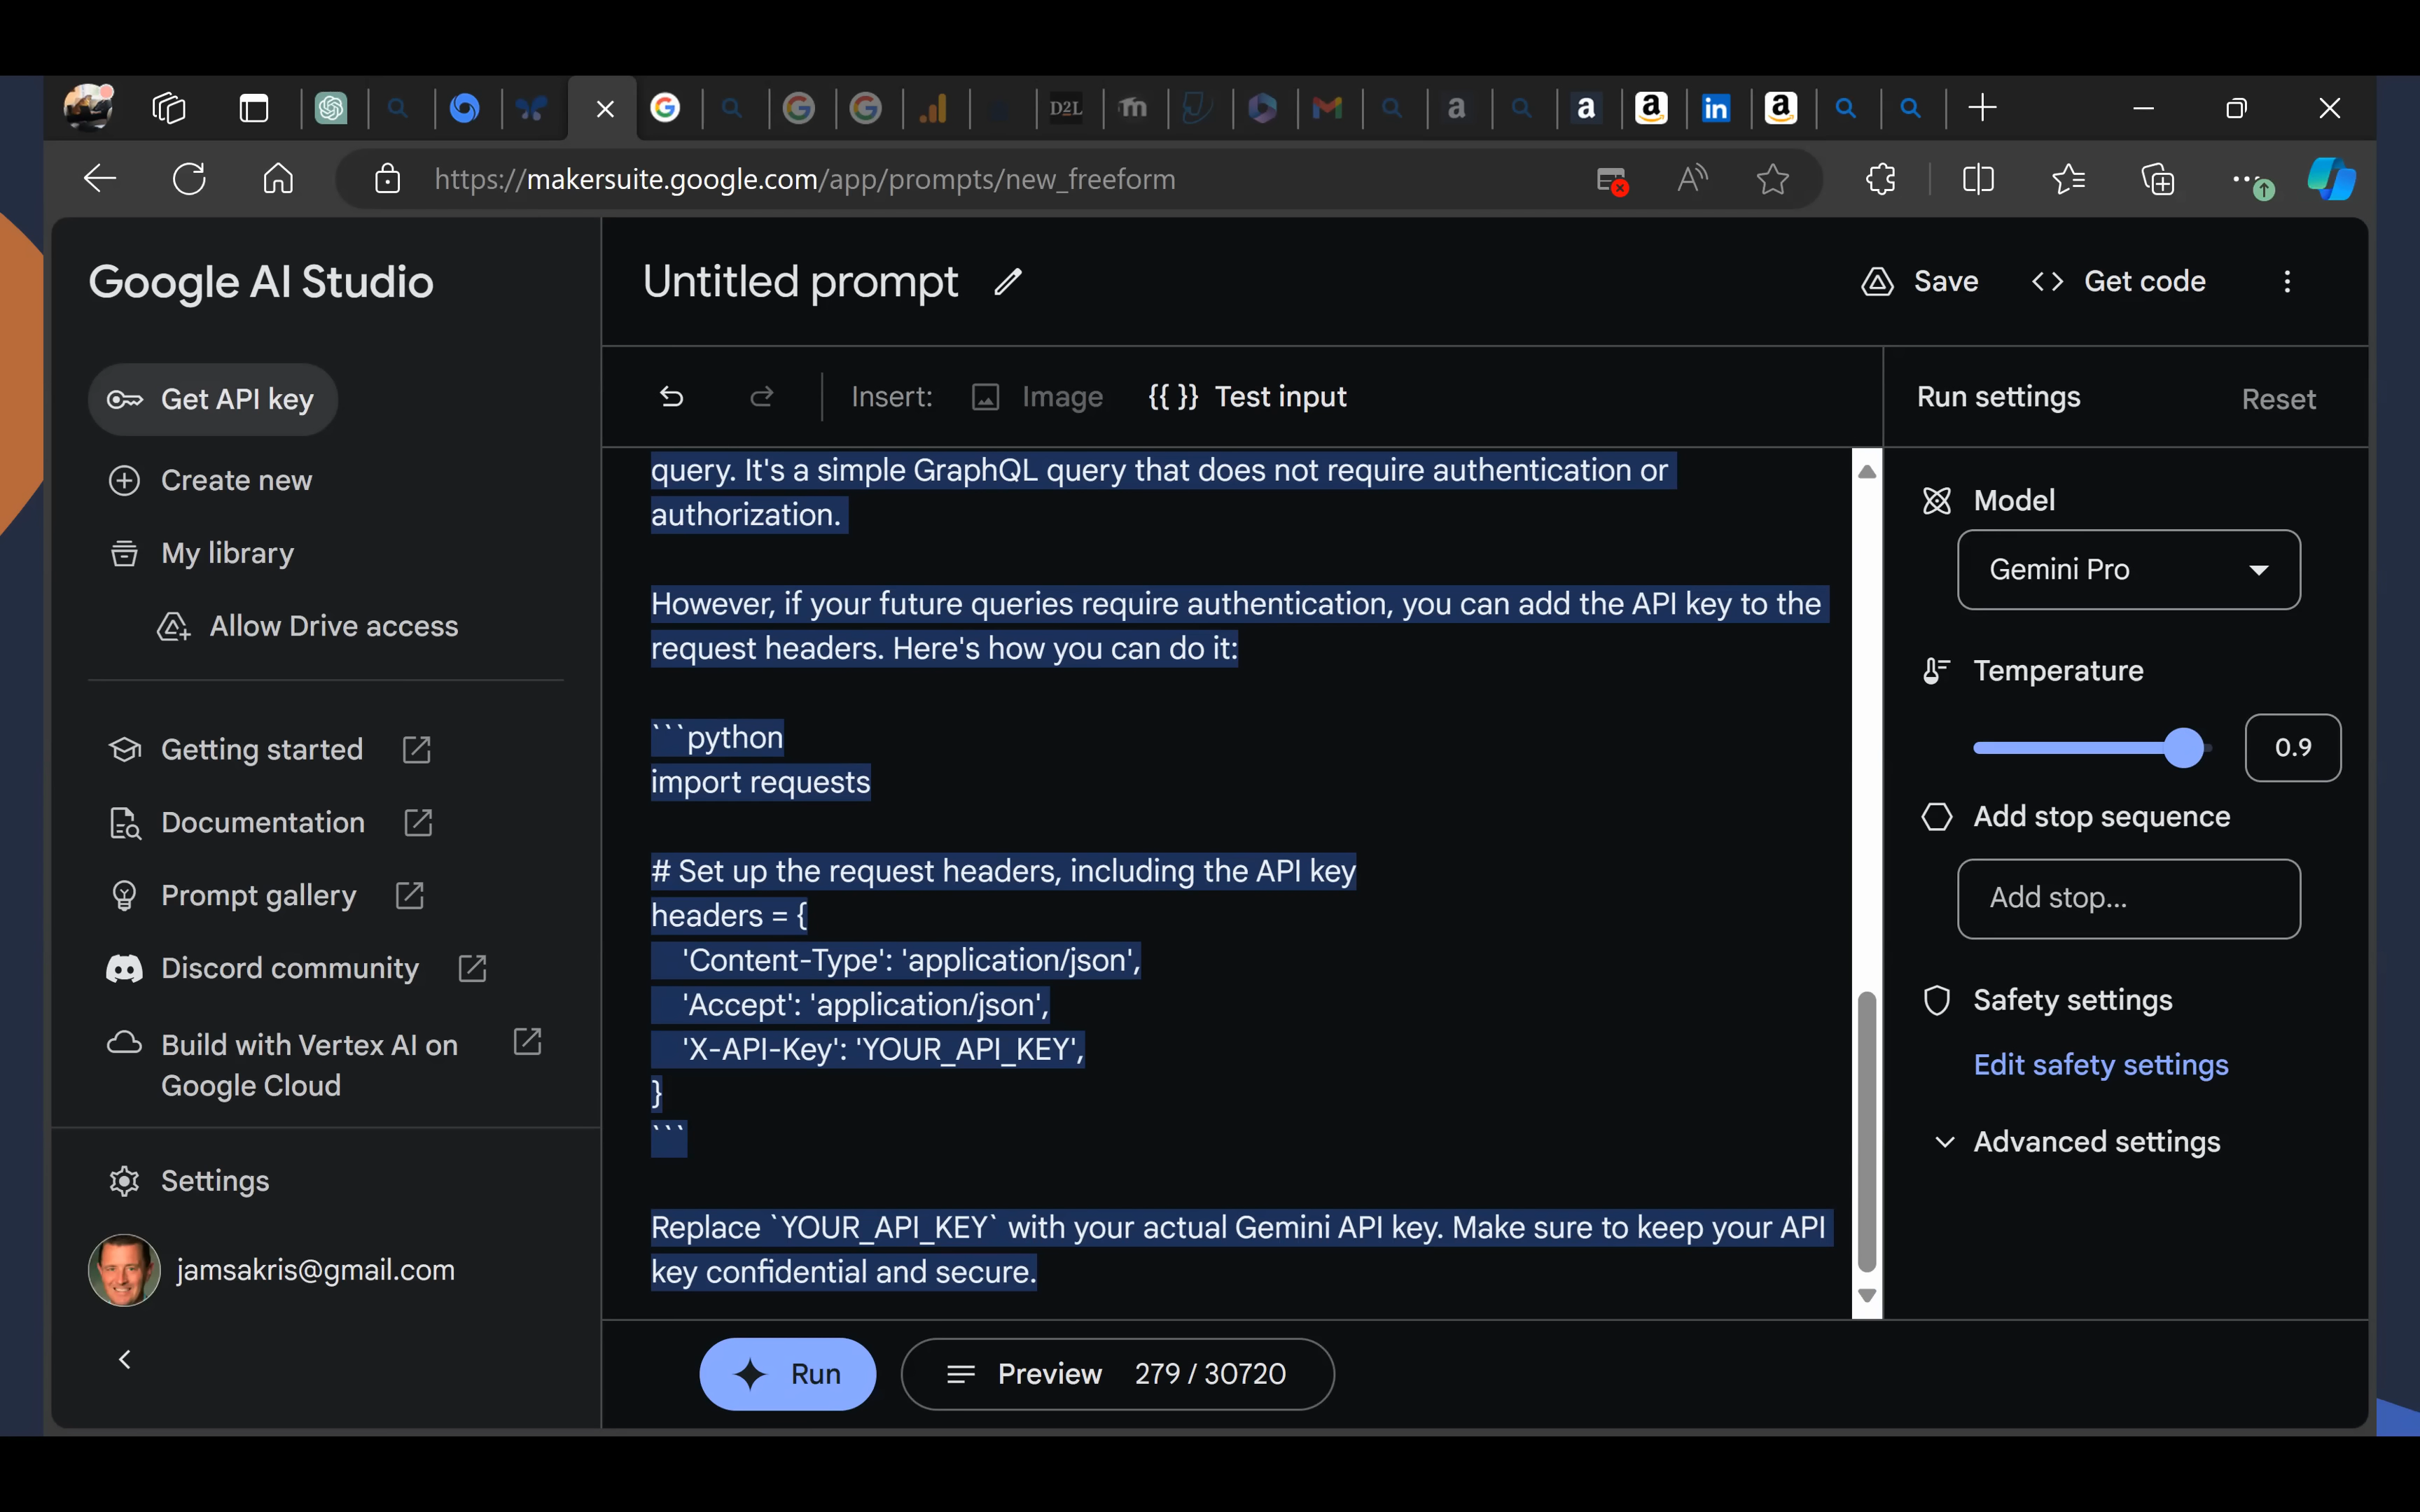 D2L
https://makersuite.google.com/app/prompts/new_freeform
Google AI Studio
Get API key
Create new
My library
Allow Drive access
Getting started
Documentation
Prompt gallery
Discord community
Build with Vertex AI on
Google Cloud
Settings
jamsakris@gmail.com
Untitled prompt
Save
Get code
Insert:
Image
{{ }} Test input
query. It's a simple GraphQL query that does not require authentication or
authorization.
However, if your future queries require authentication, you can add the API key to the
request headers. Here's how you can do it:
```python
import requests
# Set up the request headers, including the API key
headers = {
'Content-Type': 'application/json',
'Accept': 'application/json',
'X-API-Key': 'YOUR_API_KEY',
}
```
Replace `YOUR_API_KEY` with your actual Gemini API key. Make sure to keep your API
key confidential and secure.
Run
Preview 279 / 30720
Run settings
Reset
Model
Gemini Pro
Temperature
0.9
Add stop sequence
Add stop...
Safety settings
Edit safety settings
Advanced settings